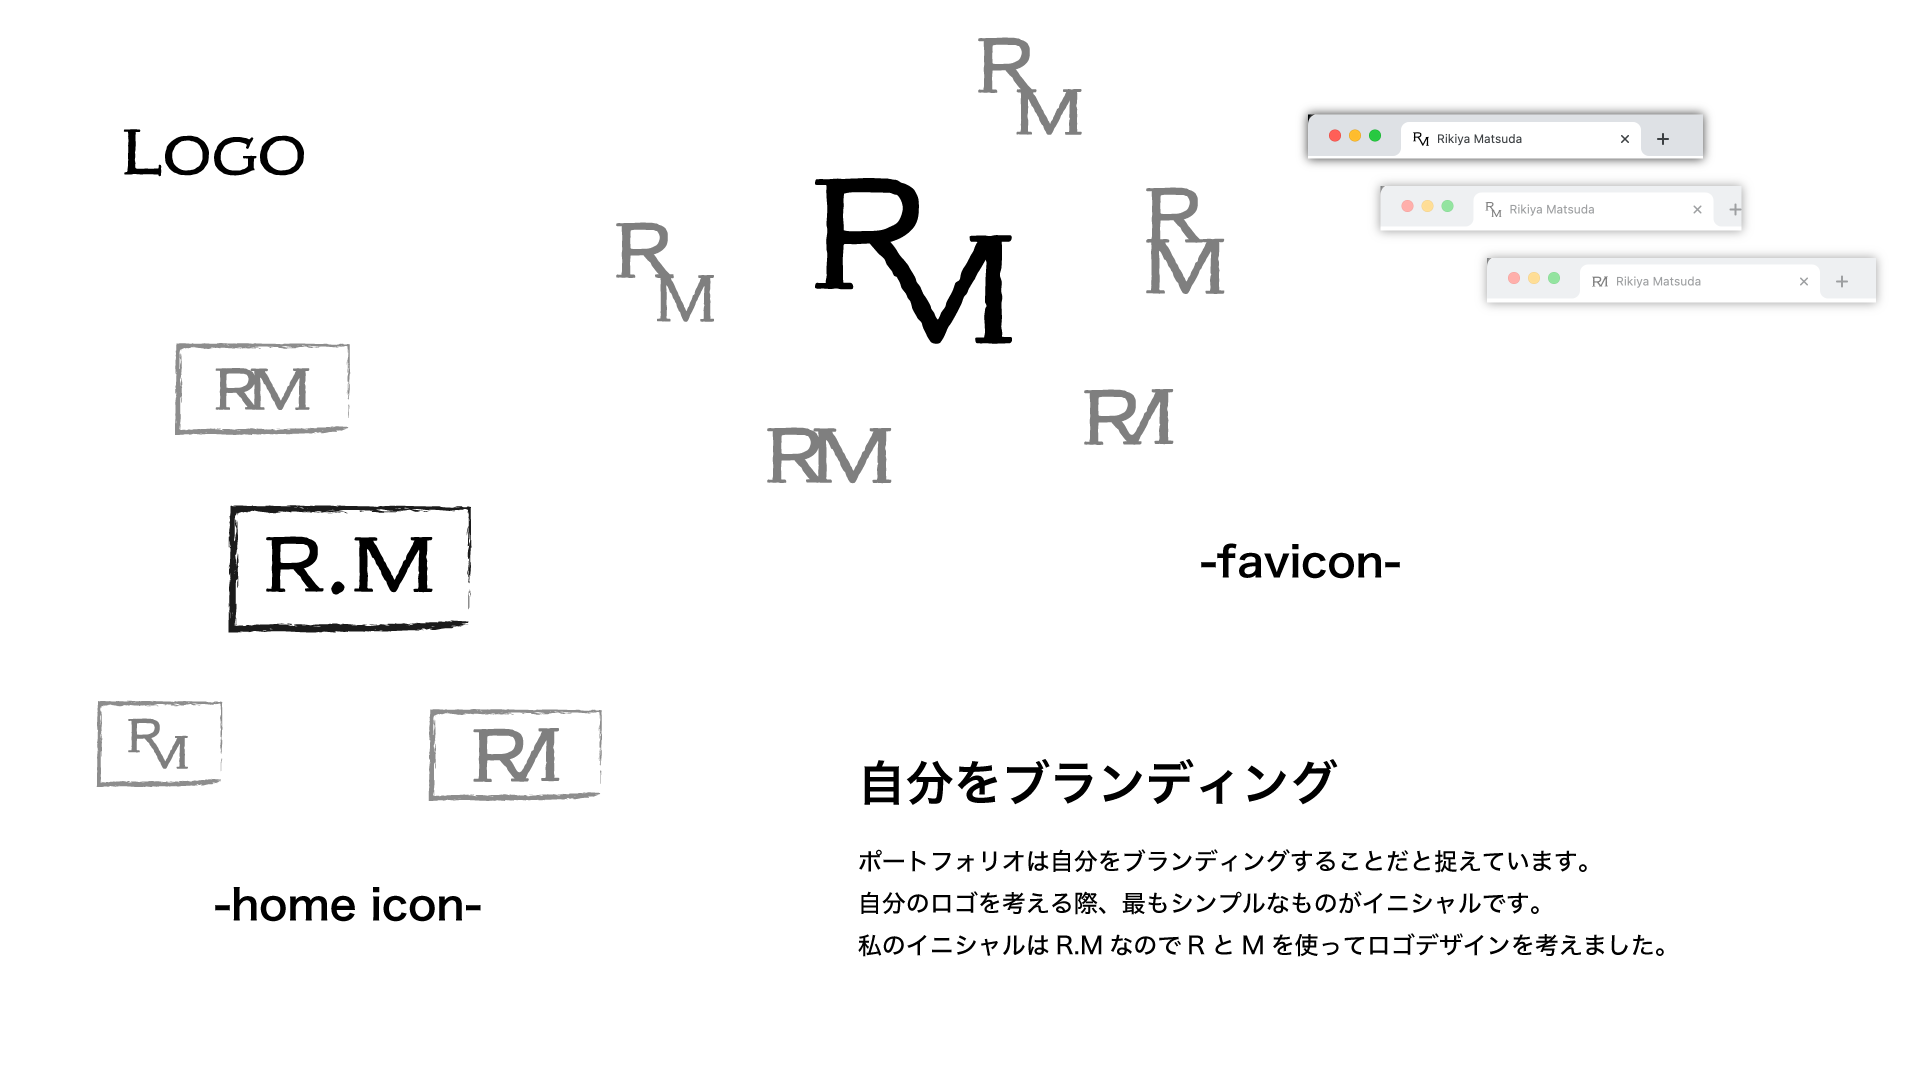 LOGO
RM
RM
RM
RM
RM
RM
RM Rikiya Matsuda
RM Rikiya Matsuda
RM Rikiya Matsuda
RM
R.M
RM
RM
-favicon-
-home icon-
自分をブランディング
ポートフォリオは自分をブランディングすることだと捉えています。
自分のロゴを考える際、最もシンプルなものがイニシャルです。
私のイニシャルは R.M なので R と M を使ってロゴデザインを考えました。